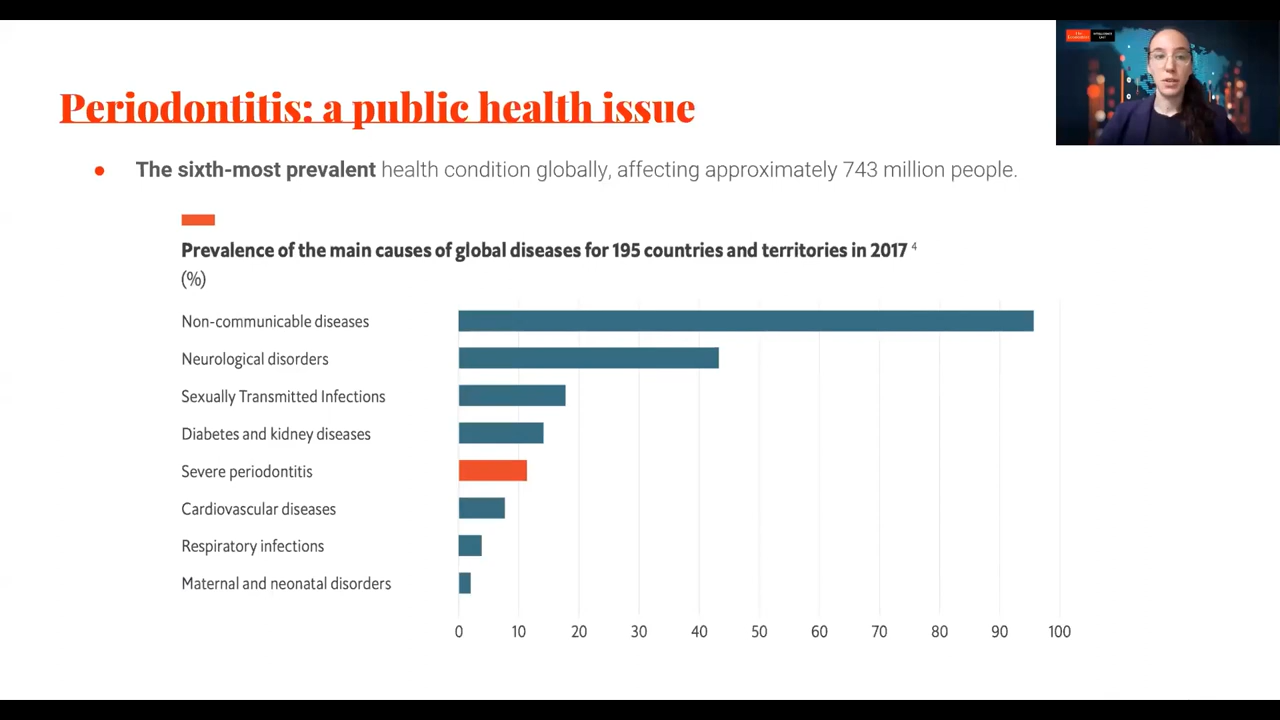 Periodontitis: a public health issue
The sixth-most prevalent health condition globally, affecting approximately 743 million people.
Prevalence of the main causes of global diseases for 195 countries and territories in 2017 4
(%)
Non-communicable diseases
Neurological disorders
Sexually Transmitted Infections
Diabetes and kidney diseases
Severe periodontitis
Cardiovascular diseases
Respiratory infections
Maternal and neonatal disorders
0 10 20 30 40 50 60 70 80 90 100